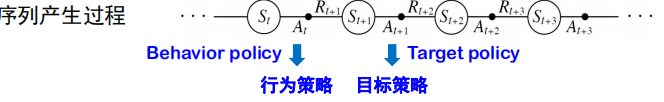 序列产生过程
··· S_t A_t R_{t+1} S_{t+1} A_{t+1} R_{t+2} S_{t+2} A_{t+2} R_{t+3} S_{t+3} A_{t+3} ···
Behavior policy Target policy
行为策略 目标策略